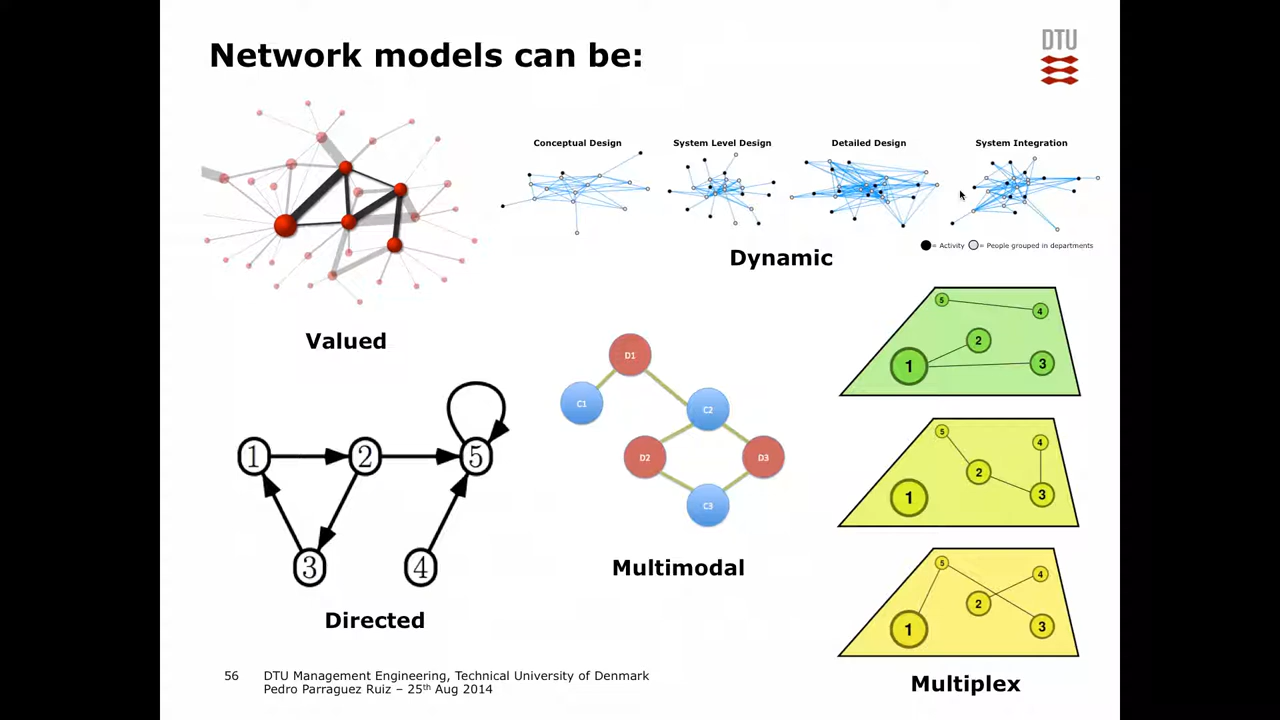 Network models can be:
DTU
Conceptual Design
System Level Design
Detailed Design
System Integration
= Activity
= People grouped in departments
Dynamic
Valued
5
4
2
1
3
D1
C1
C2
D2
D3
C3
Multimodal
1
2
5
3
4
Directed
5
4
2
1
3
5
4
2
1
3
Multiplex
56
DTU Management Engineering, Technical University of Denmark
Pedro Parraguez Ruiz – 25th Aug 2014